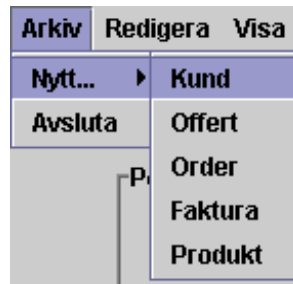 Arkiv Redigera Visa
Nytt... Kund
Avsluta Offert
Order
Faktura
Produkt